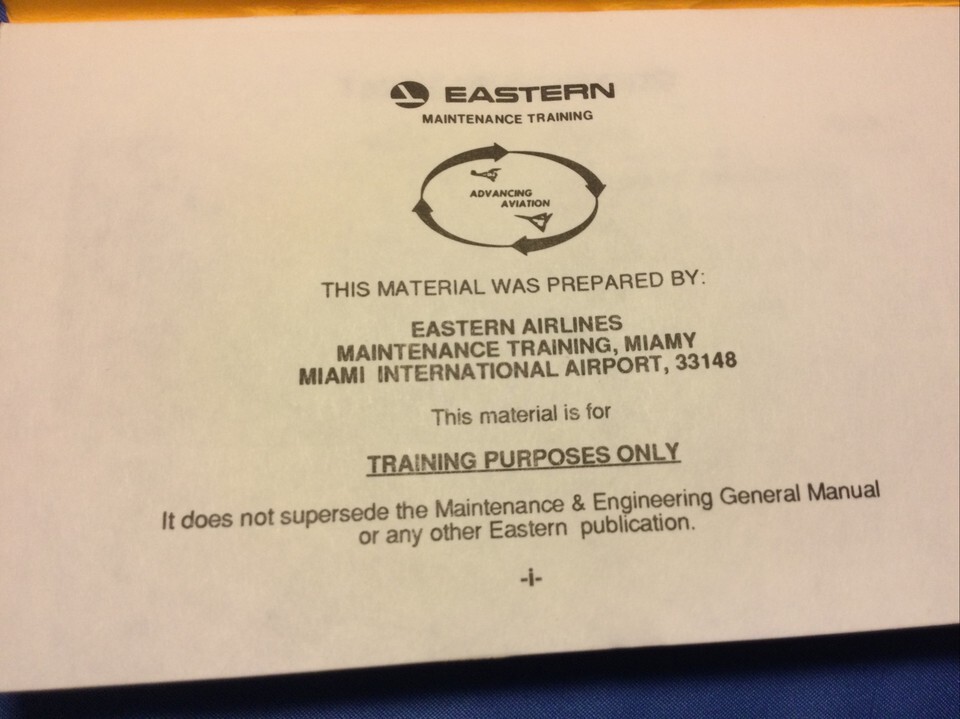 EASTERN
MAINTENANCE TRAINING
ADVANCING
AVIATION
THIS MATERIAL WAS PREPARED BY:
EASTERN AIRLINES
MAINTENANCE TRAINING, MIAMY
MIAMI INTERNATIONAL AIRPORT, 33148
This material is for
TRAINING PURPOSES ONLY
It does not supersede the Maintenance & Engineering General Manual
or any other Eastern publication.
-i-